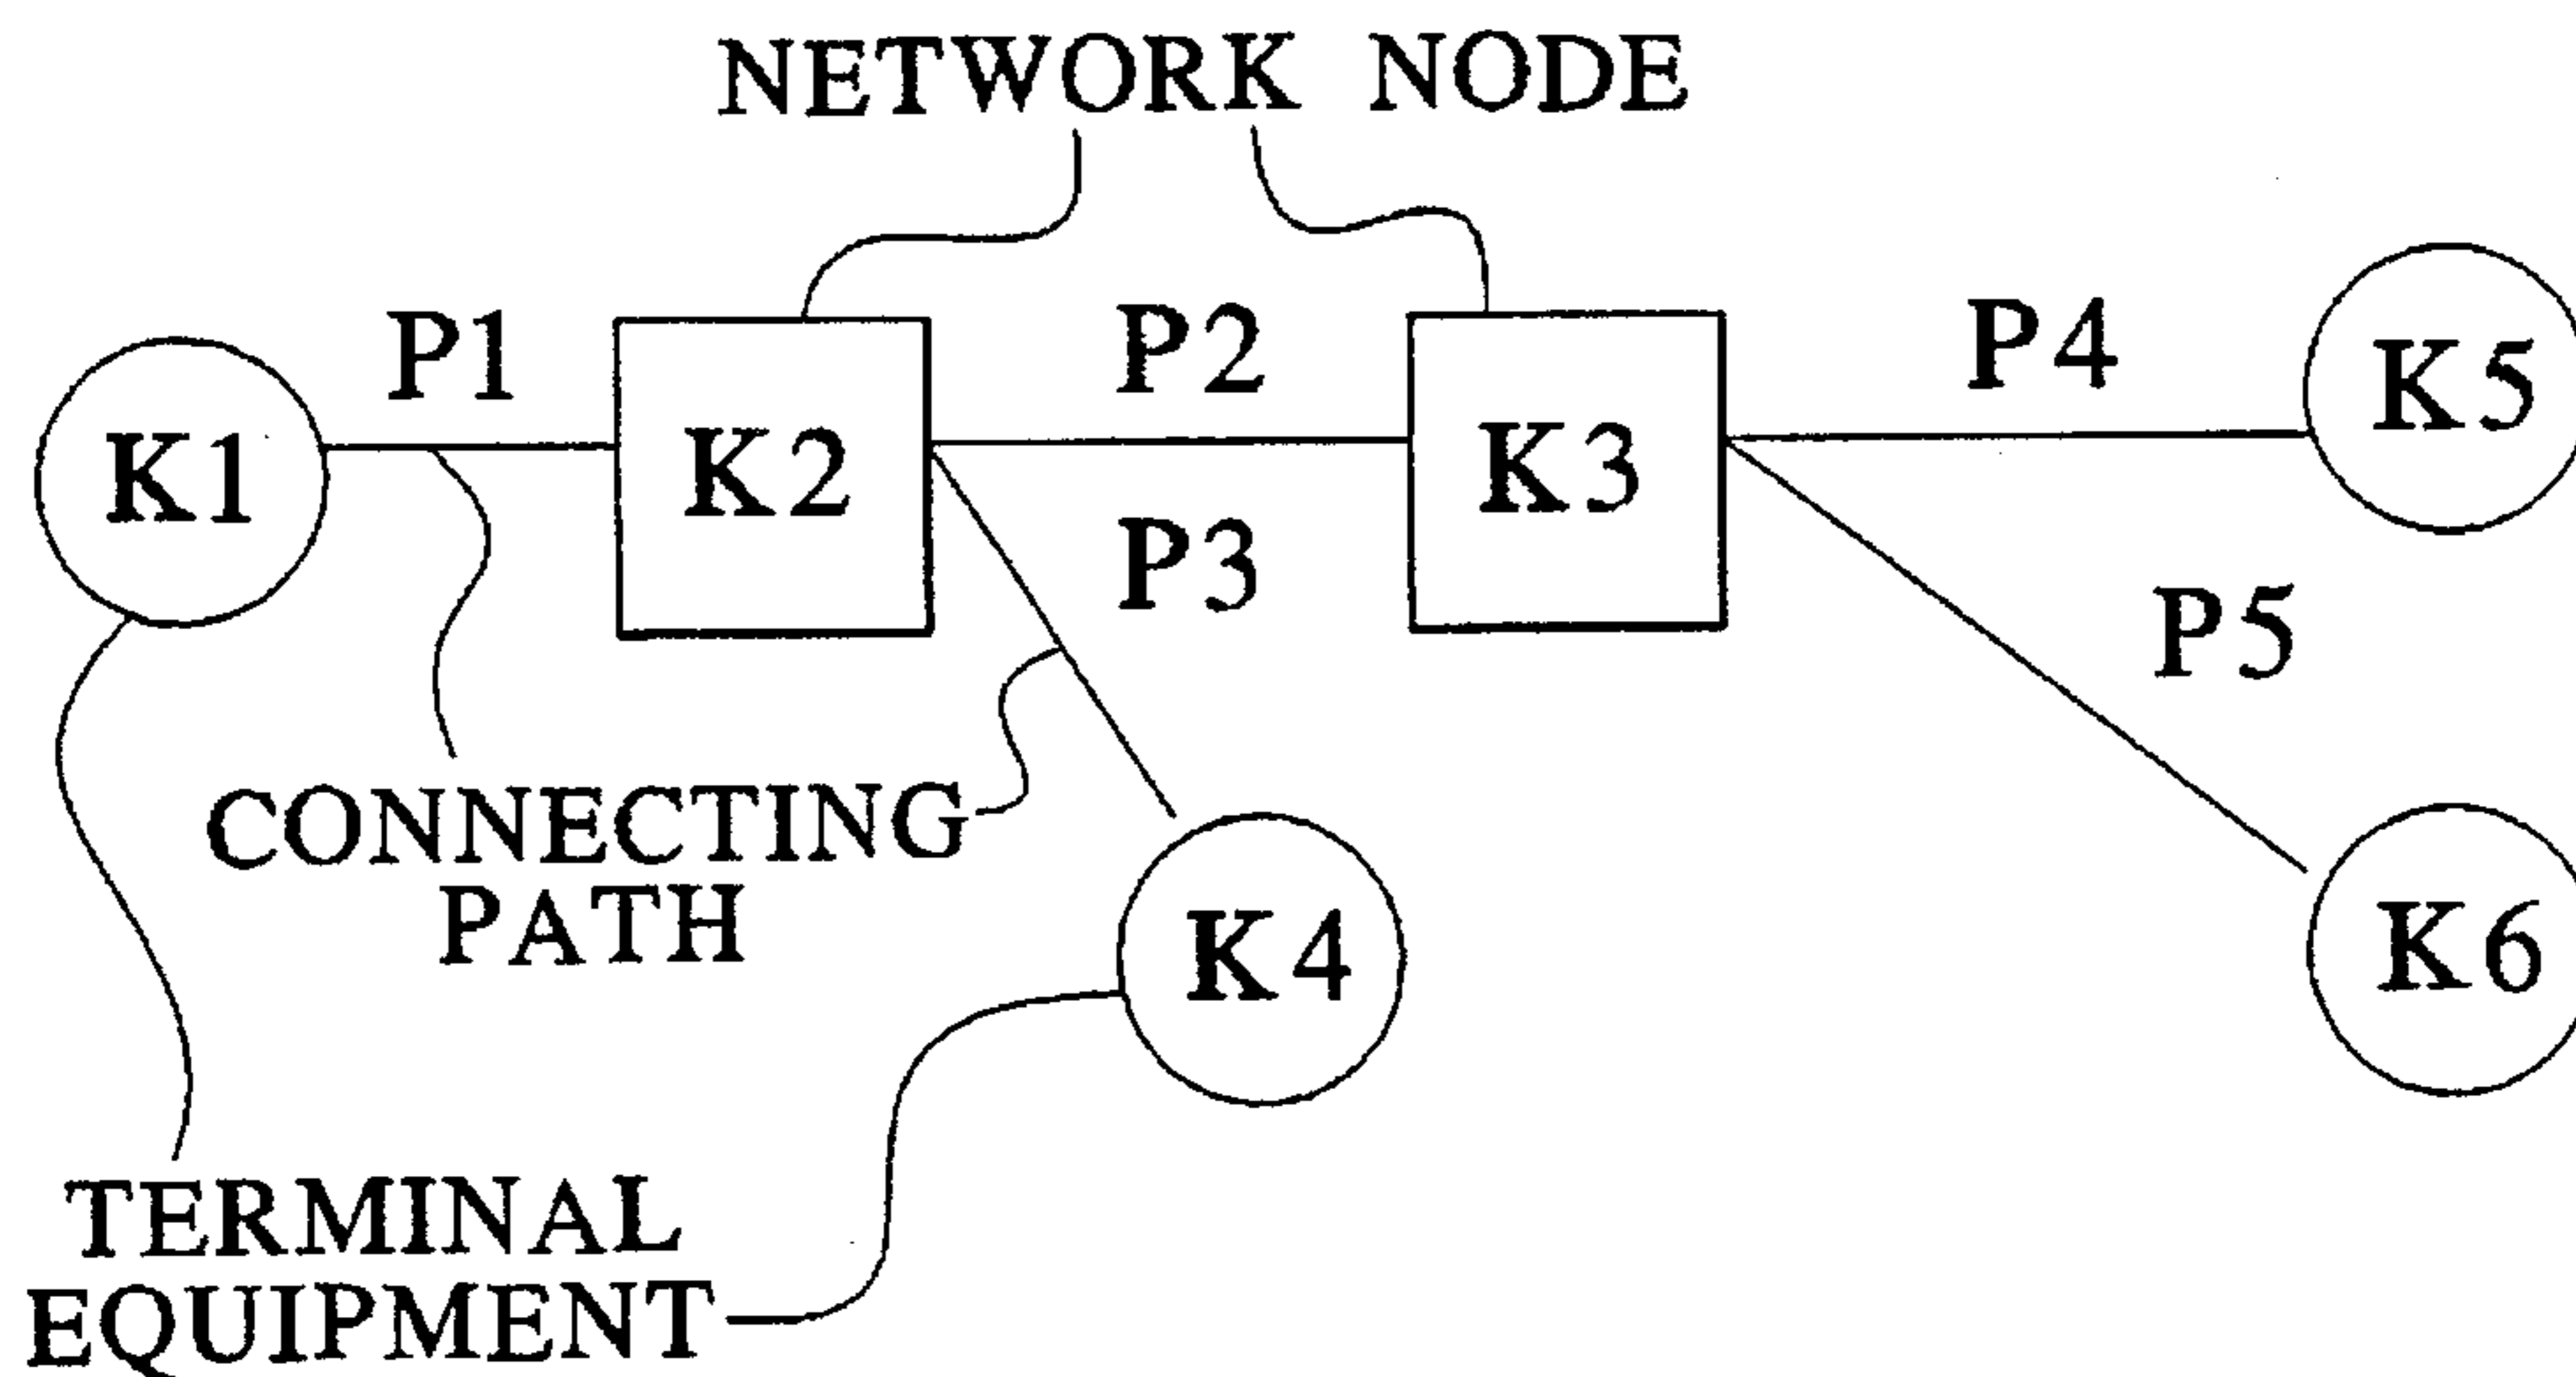 NETWORK NODE
P1
P2
P4
K5
K1
K2
K3
P3
P5
CONNECTING
PATH
K4
K6
TERMINAL
EQUIPMENT